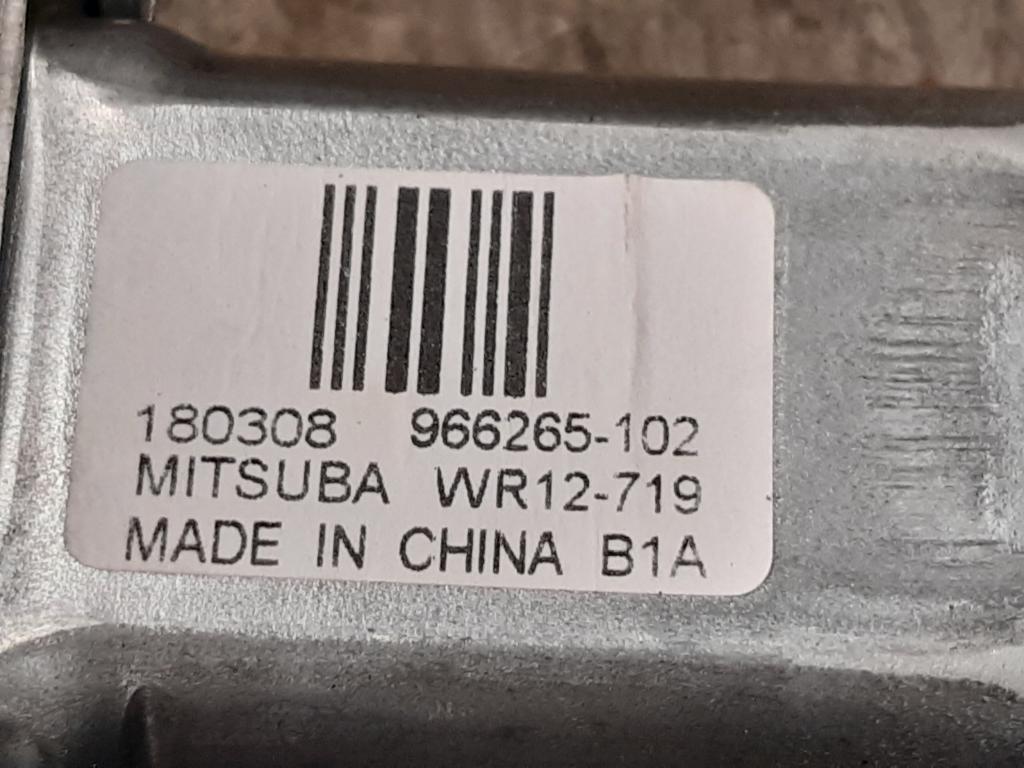 180308 966265-102
MITSUBA WR12-719
MADE IN CHINA B1A